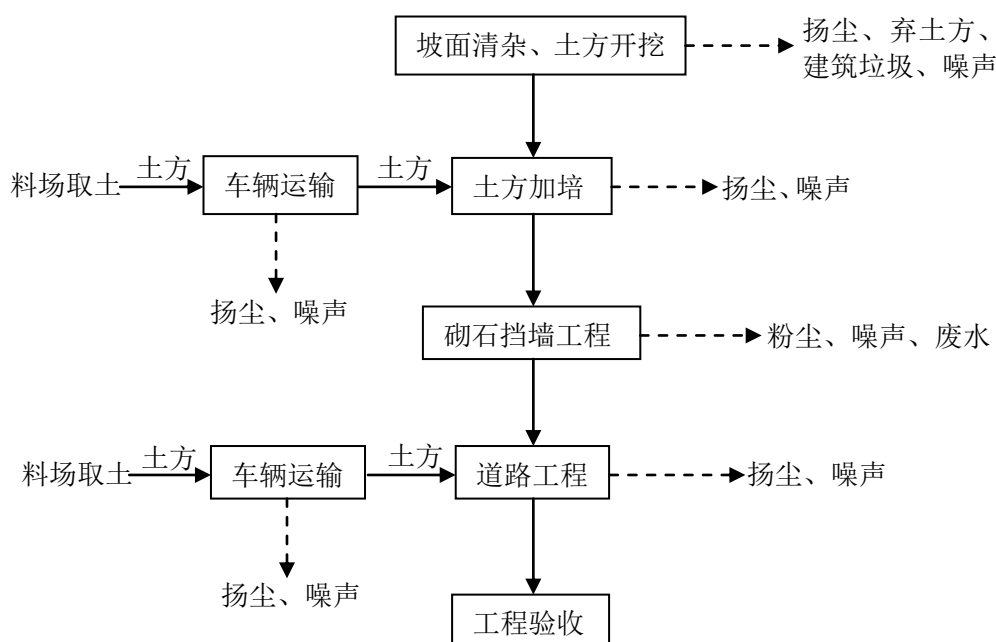 坡面清杂、土方开挖
扬尘、弃土方、
建筑垃圾、噪声
料场取土
土方
车辆运输
土方
土方加培
扬尘、噪声
扬尘、噪声
砌石挡墙工程
粉尘、噪声、废水
料场取土
土方
车辆运输
土方
道路工程
扬尘、噪声
扬尘、噪声
工程验收